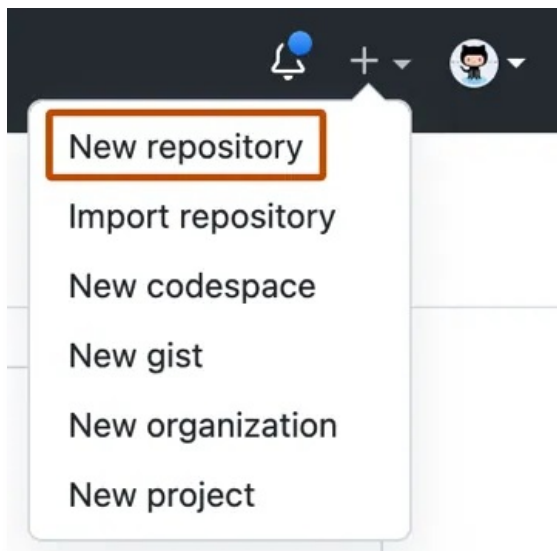 New repository
Import repository
New codespace
New gist
New organization
New project